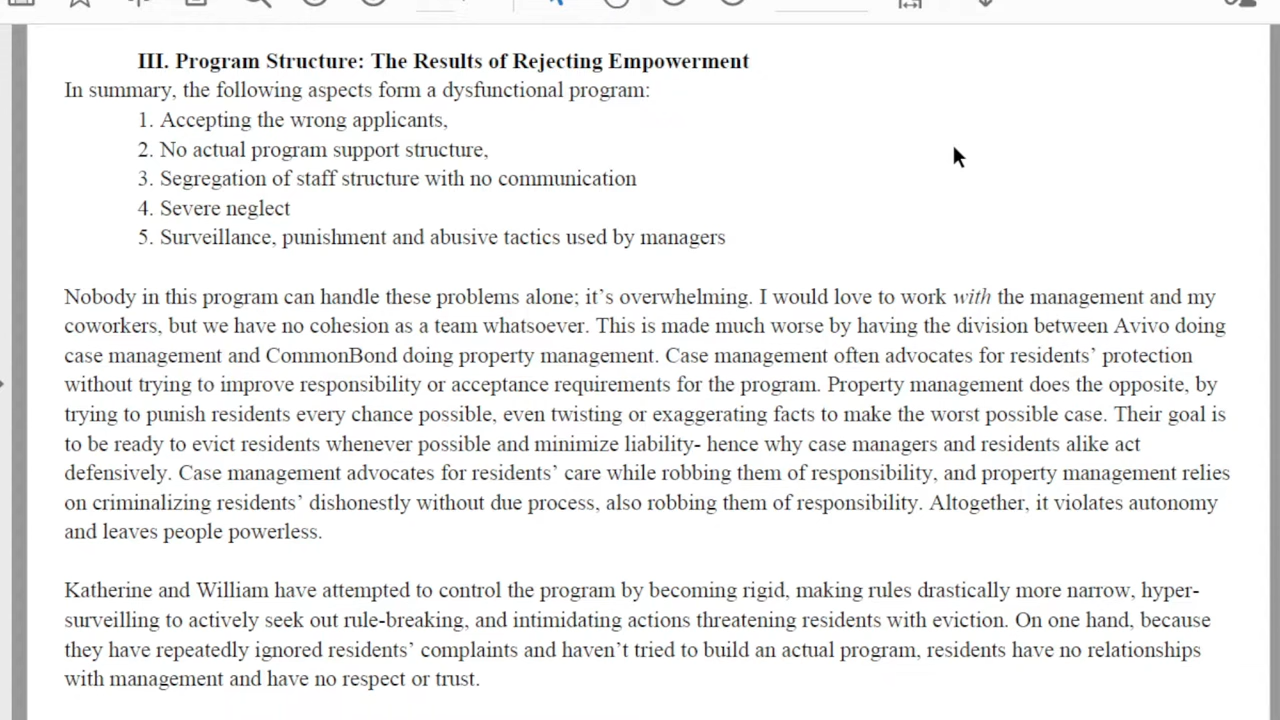 III. Program Structure: The Results of Rejecting Empowerment
In summary, the following aspects form a dysfunctional program:
1. Accepting the wrong applicants,
2. No actual program support structure,
3. Segregation of staff structure with no communication
4. Severe neglect
5. Surveillance, punishment and abusive tactics used by managers
Nobody in this program can handle these problems alone; it’s overwhelming. I would love to work with the management and my
coworkers, but we have no cohesion as a team whatsoever. This is made much worse by having the division between Avivo doing
case management and CommonBond doing property management. Case management often advocates for residents’ protection
without trying to improve responsibility or acceptance requirements for the program. Property management does the opposite, by
trying to punish residents every chance possible, even twisting or exaggerating facts to make the worst possible case. Their goal is
to be ready to evict residents whenever possible and minimize liability- hence why case managers and residents alike act
defensively. Case management advocates for residents’ care while robbing them of responsibility, and property management relies
on criminalizing residents’ dishonestly without due process, also robbing them of responsibility. Altogether, it violates autonomy
and leaves people powerless.
Katherine and William have attempted to control the program by becoming rigid, making rules drastically more narrow, hyper-
surveilling to actively seek out rule-breaking, and intimidating actions threatening residents with eviction. On one hand, because
they have repeatedly ignored residents’ complaints and haven’t tried to build an actual program, residents have no relationships
with management and have no respect or trust.